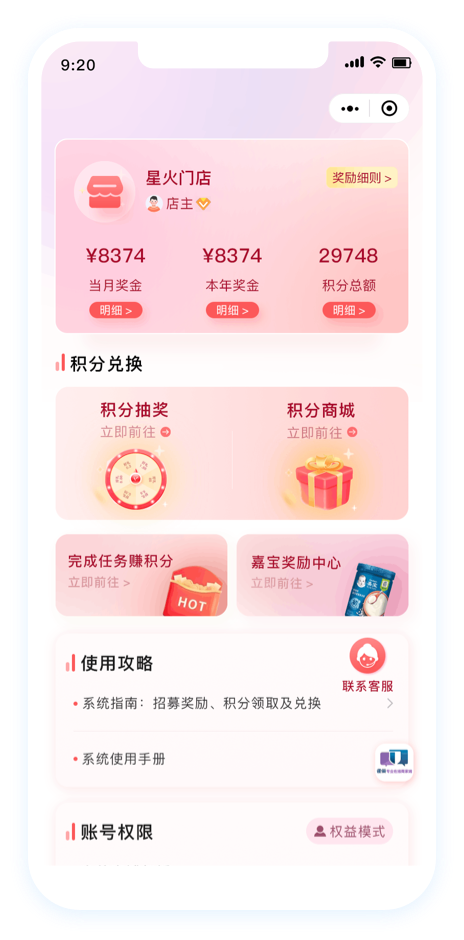 9:20
星火门店
奖励细则 >
店主
¥8374 ¥8374 29748
当月奖金 本年奖金 积分总额
明细 > 明细 > 明细 >
积分兑换
积分抽奖 积分商城
立即前往 立即前往
完成任务赚积分 嘉宝奖励中心
立即前往 > 立即前往 >
HOT
使用攻略
联系客服
系统指南：招募奖励、积分领取及兑换
系统使用手册
账号权限
权益模式